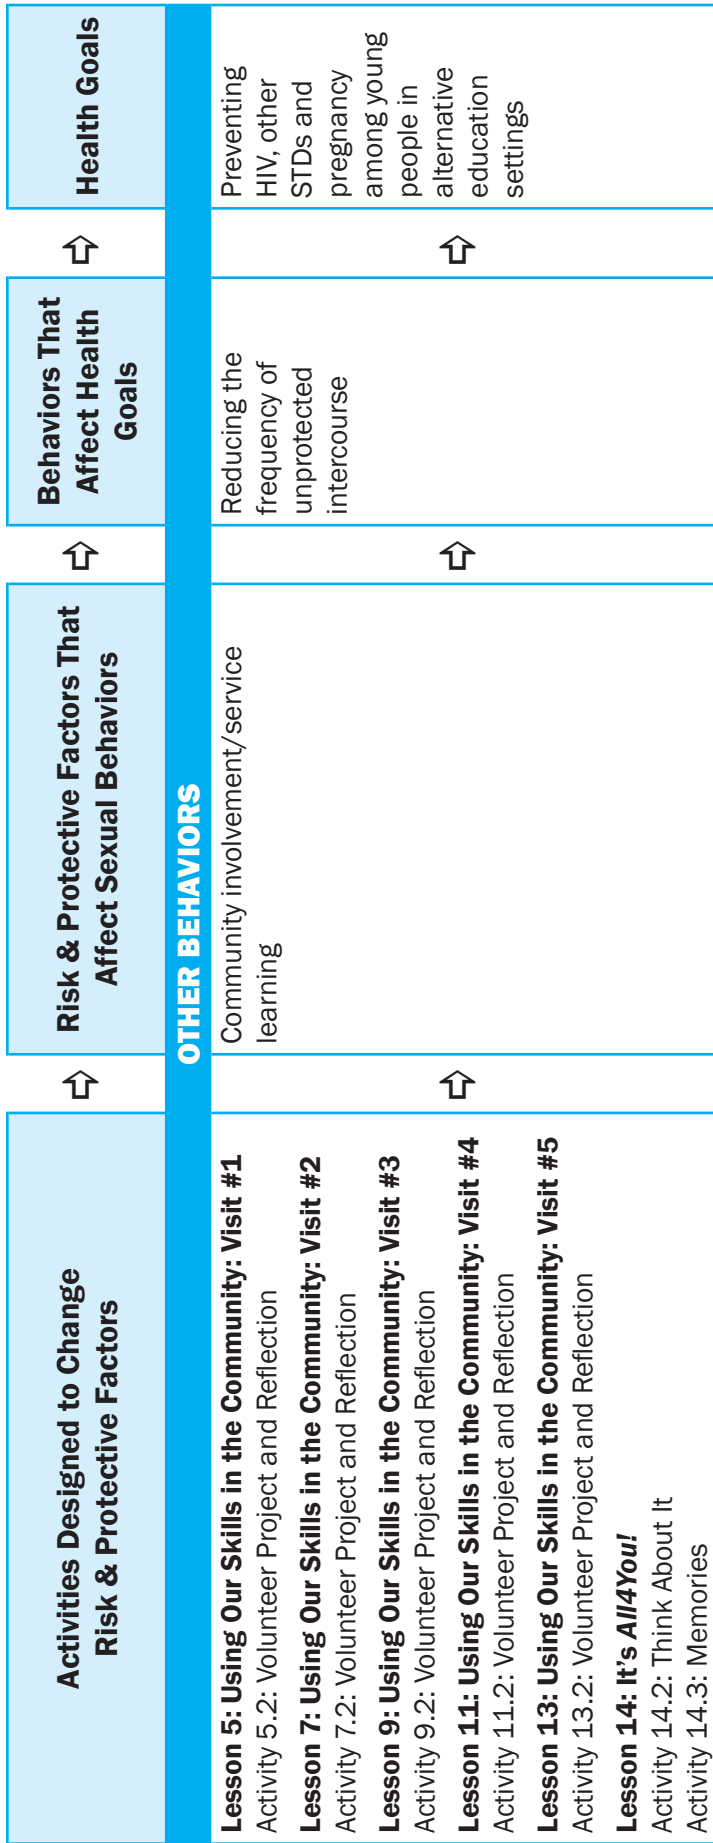 Activities Designed to Change
Risk & Protective Factors
Risk & Protective Factors That
Affect Sexual Behaviors
Behaviors That
Affect Health
Goals
Health Goals
OTHER BEHAVIORS
Lesson 5: Using Our Skills in the Community: Visit #1
Activity 5.2: Volunteer Project and Reflection
Lesson 7: Using Our Skills in the Community: Visit #2
Activity 7.2: Volunteer Project and Reflection
Lesson 9: Using Our Skills in the Community: Visit #3
Activity 9.2: Volunteer Project and Reflection
Lesson 11: Using Our Skills in the Community: Visit #4
Activity 11.2: Volunteer Project and Reflection
Lesson 13: Using Our Skills in the Community: Visit #5
Activity 13.2: Volunteer Project and Reflection
Lesson 14: It's All4You!
Activity 14.2: Think About It
Activity 14.3: Memories
Community involvement/service
learning
Reducing the
frequency of
unprotected
intercourse
Preventing
HIV, other
STDs and
pregnancy
among young
people in
alternative
education
settings